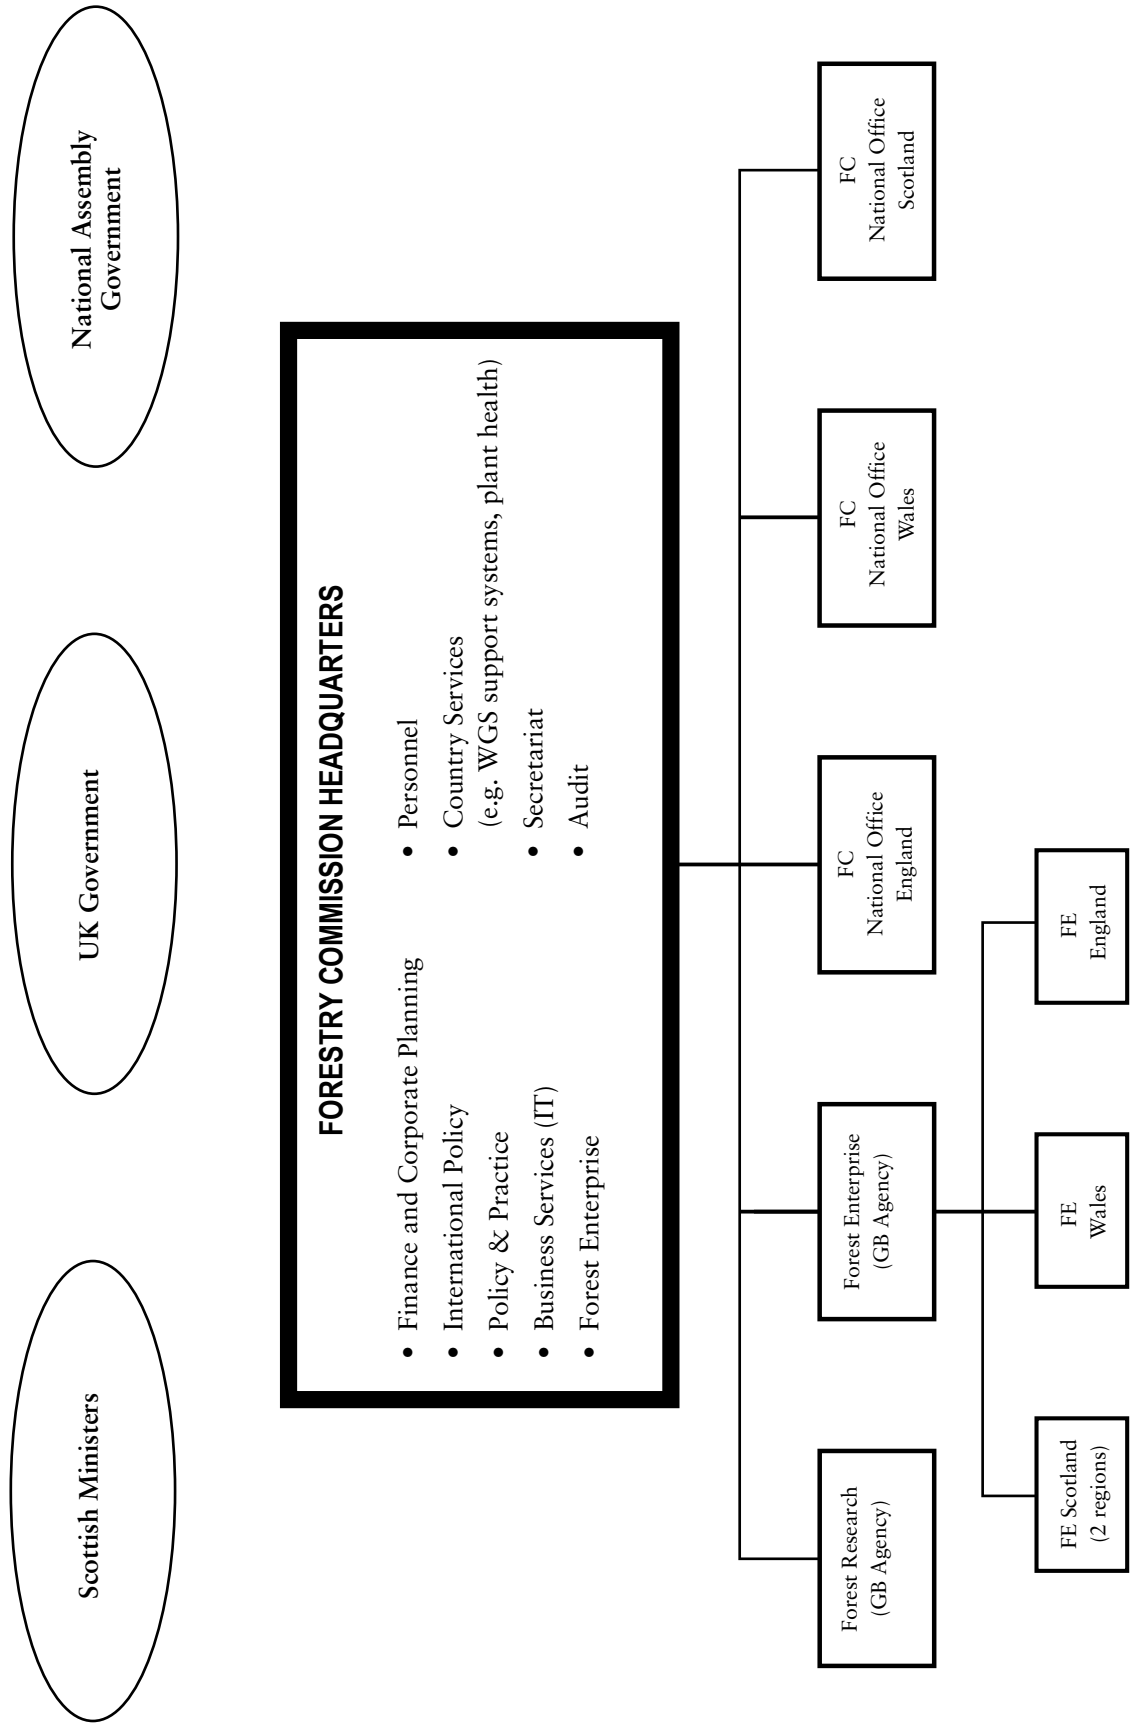 Scottish Ministers
UK Government
National Assembly
Government
FORESTRY COMMISSION HEADQUARTERS
• Finance and Corporate Planning
• International Policy
• Policy & Practice
• Business Services (IT)
• Forest Enterprise
• Personnel
• Country Services
(e.g. WGS support systems, plant health)
• Secretariat
• Audit
Forest Research
(GB Agency)
Forest Enterprise
(GB Agency)
FC
National Office
England
FC
National Office
Wales
FC
National Office
Scotland
FE Scotland
(2 regions)
FE
Wales
FE
England